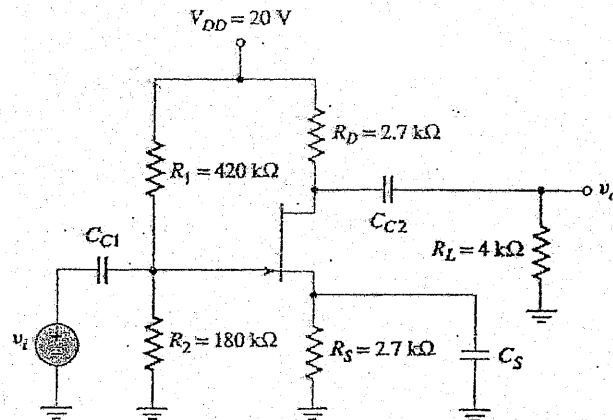 V_DD = 20 V
R_D = 2.7 kΩ
R_1 = 420 kΩ
C_C1
C_C2
v_o
R_L = 4 kΩ
v_i
R_2 = 180 kΩ
R_S = 2.7 kΩ
C_S